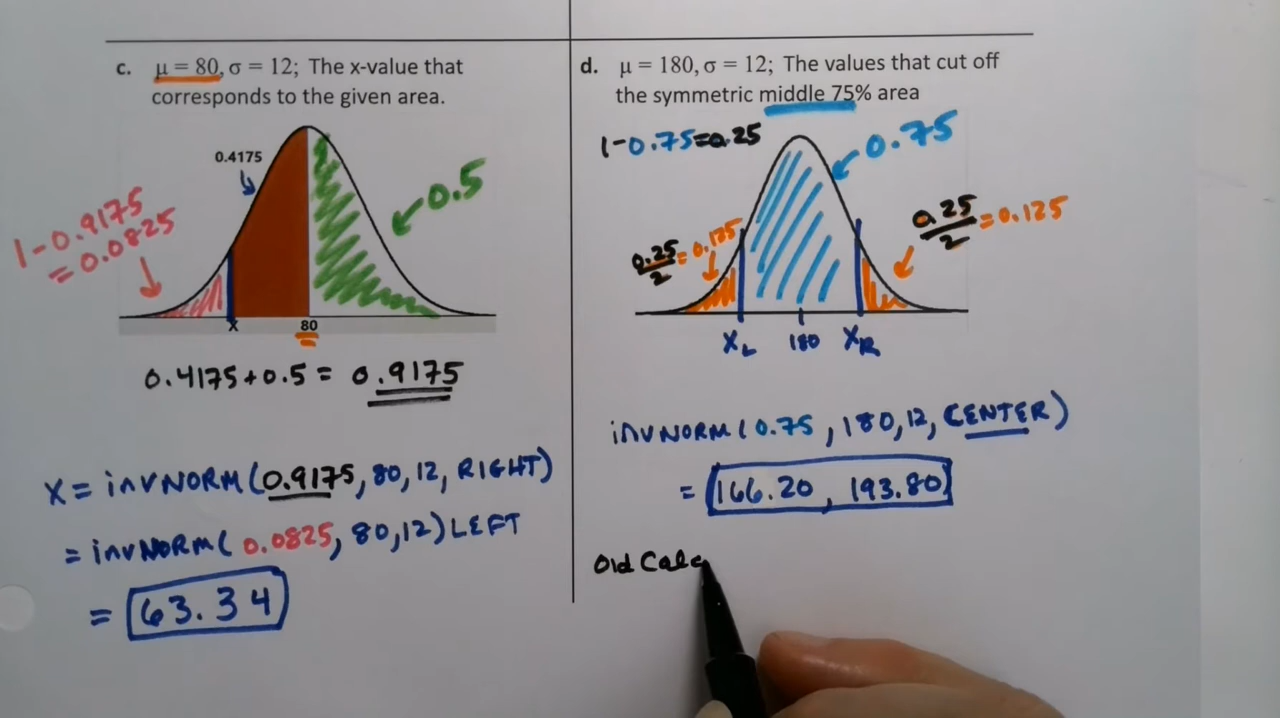 c. μ = 80, σ = 12; The x-value that
corresponds to the given area.
0.4175
0.5
1-0.9175
= 0.0825
x
80
0.4175+0.5 = 0.9175
X = invNORM(0.9175, 80, 12, RIGHT)
= invNORM(0.0825, 80, 12) LEFT
= 63.34
d. μ = 180, σ = 12; The values that cut off
the symmetric middle 75% area
1-0.75=0.25
0.75
0.25/2 = 0.125
0.25/2 = 0.125
XL 180 XR
invNORM(0.75, 180, 12, CENTER)
= (166.20, 193.80)
Old Calc